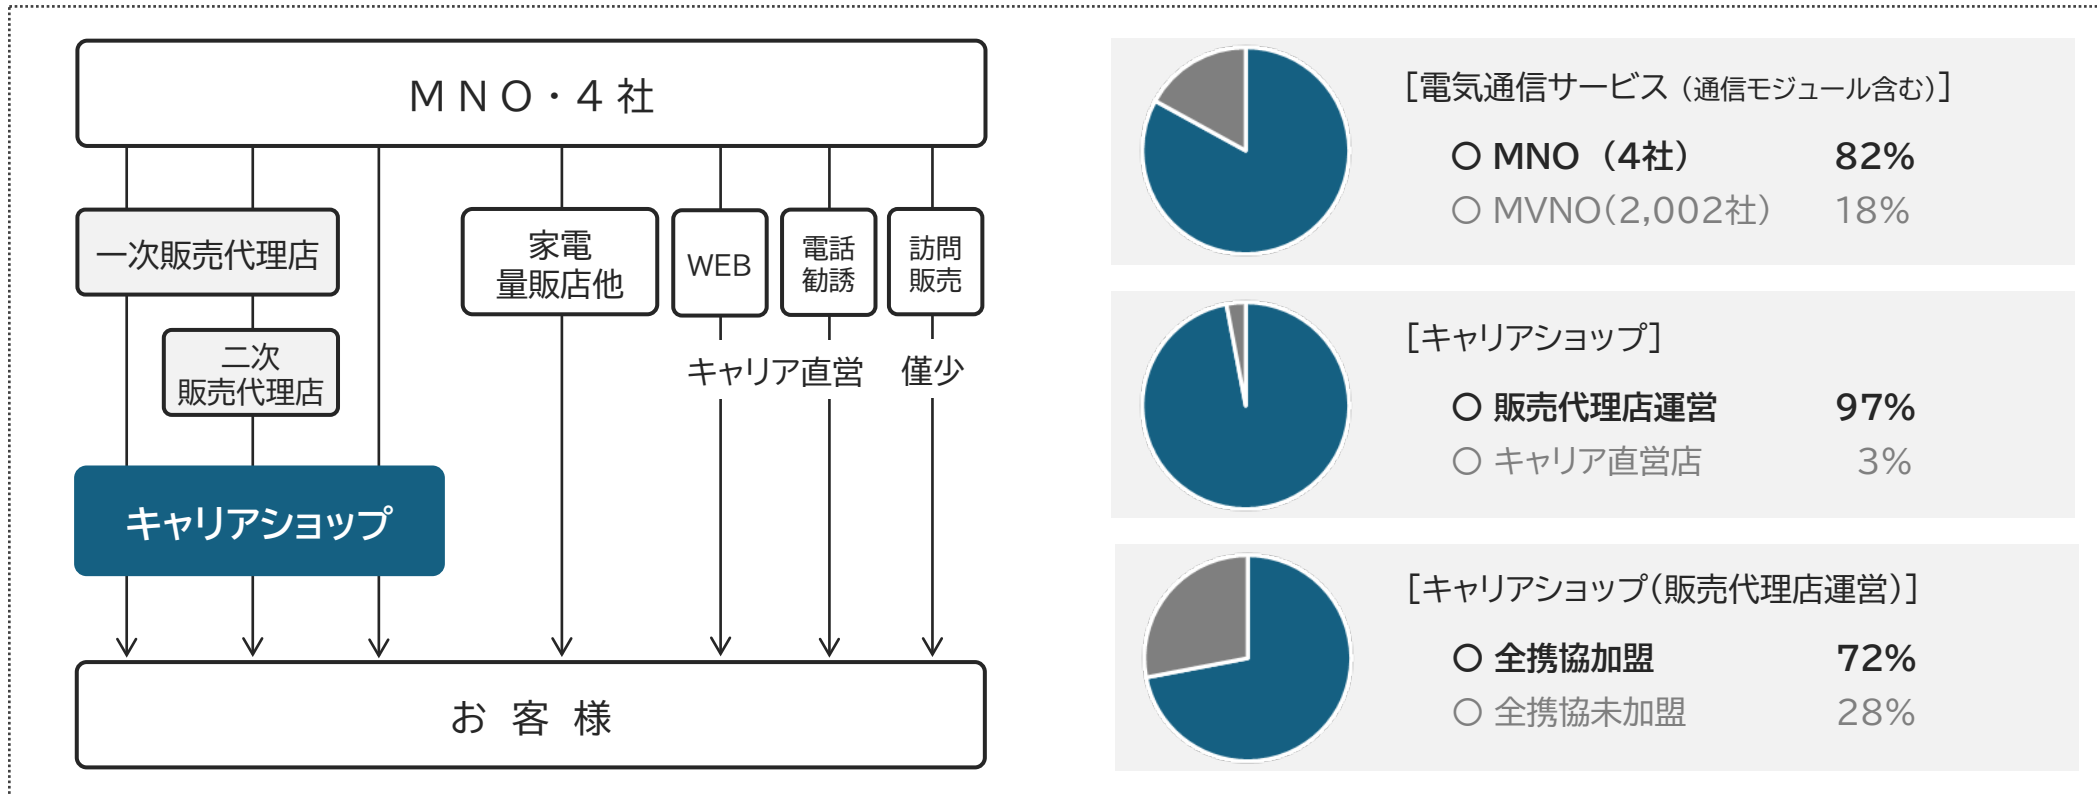 MNO・4社
一次販売代理店
二次
販売代理店
キャリアショップ
家電
量販店他
WEB
電話
勧誘
訪問
販売
キャリア直営
僅少
お客様
[電気通信サービス（通信モジュール含む）]
〇 MNO（4社） 82%
〇 MVNO(2,002社) 18%
[キャリアショップ]
〇 販売代理店運営 97%
〇 キャリア直営店 3%
[キャリアショップ(販売代理店運営)]
〇 全携協加盟 72%
〇 全携協未加盟 28%